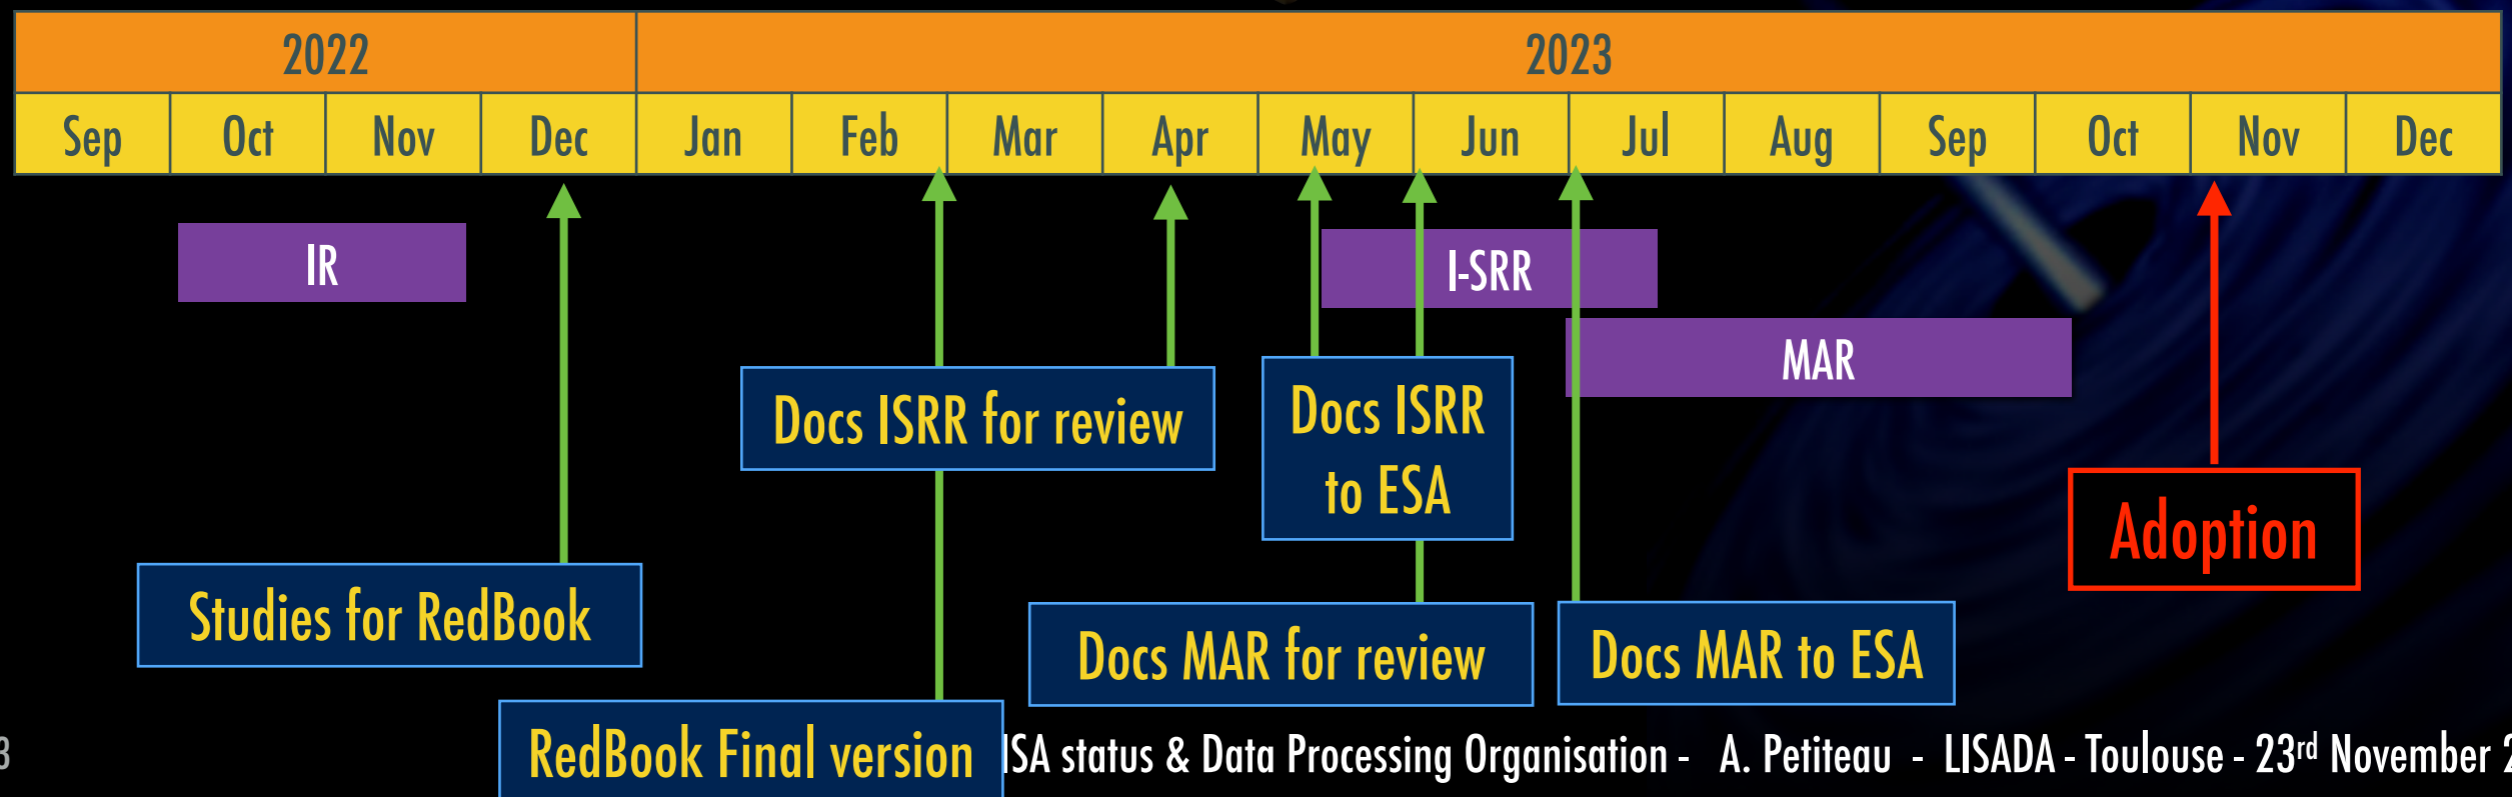 2022 2023
Sep Oct Nov Dec Jan Feb Mar Apr May Jun Jul Aug Sep Oct Nov Dec
IR
I-SRR
MAR
Docs ISRR for review
Docs ISRR
to ESA
Adoption
Studies for RedBook
Docs MAR for review
Docs MAR to ESA
RedBook Final version
ISA status & Data Processing Organisation - A. Petiteau - LISADA - Toulouse - 23rd November 2
3